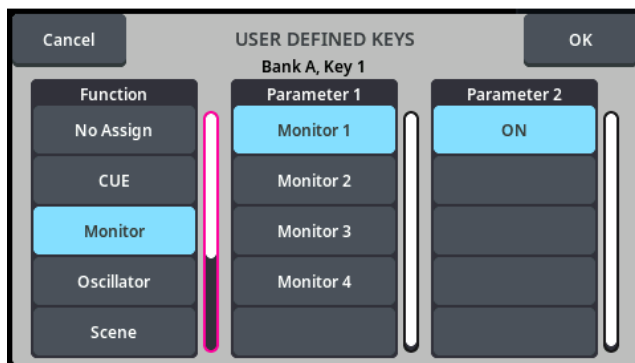 Cancel
USER DEFINED KEYS
OK
Bank A, Key 1
Function
Parameter 1
Parameter 2
No Assign
Monitor 1
ON
CUE
Monitor 2
Monitor
Monitor 3
Oscillator
Monitor 4
Scene